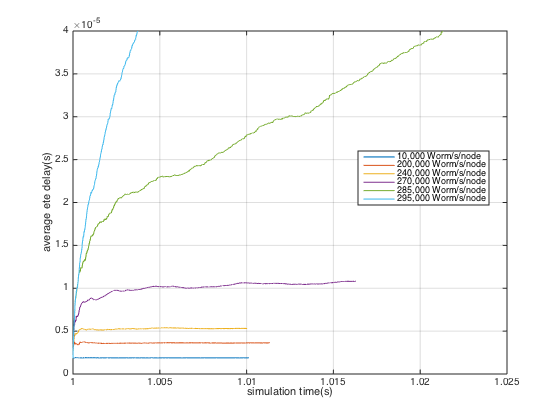 ×10⁻⁵
4
3.5
3
2.5
2
1.5
1
0.5
0
average ete delay(s)
10,000 Worm/s/node
200,000 Worm/s/node
240,000 Worm/s/node
270,000 Worm/s/node
285,000 Worm/s/node
295,000 Worm/s/node
1 1.005 1.01 1.015 1.02 1.025
simulation time(s)